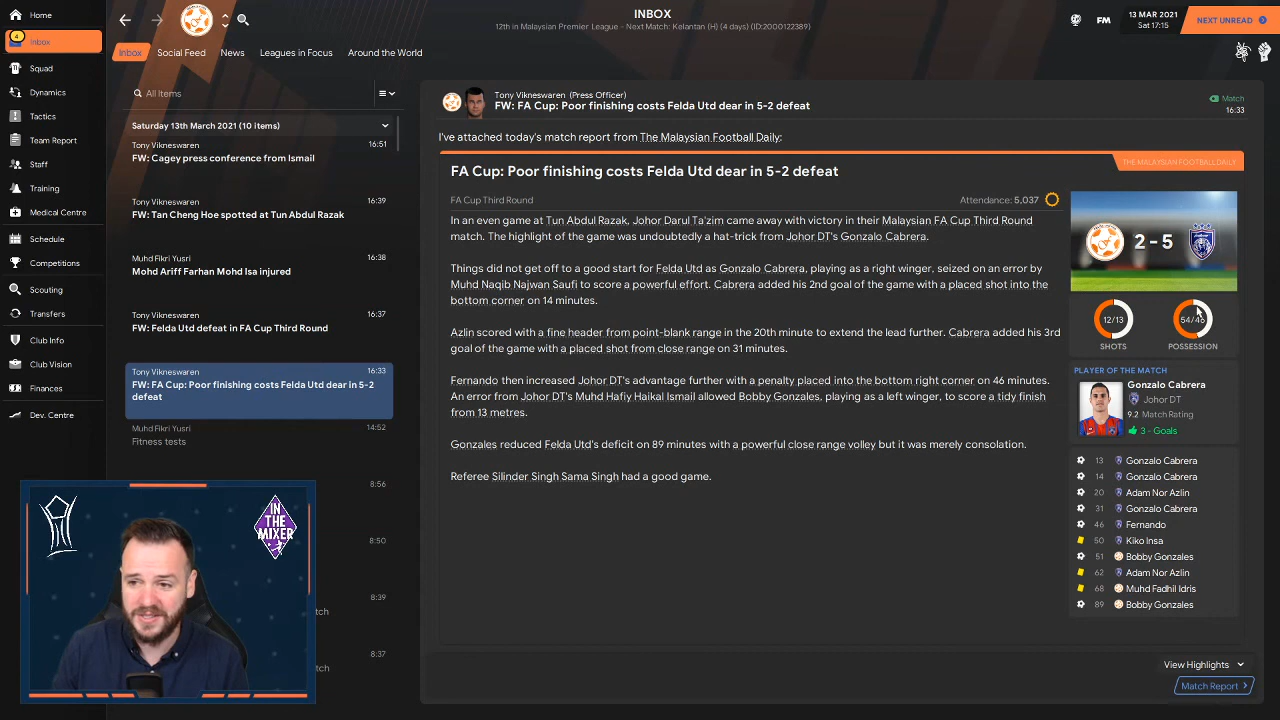 Home
4
Inbox
Squad
Dynamics
Tactics
Team Report
Staff
Training
Medical Centre
Schedule
Competitions
Scouting
Transfers
Club Info
Club Vision
Finances
Dev. Centre
INBOX
12th in Malaysian Premier League - Next Match: Kelantan (H) (4 days) (ID:2000122389)
FM
13 MAR 2021
Sat 17:15
NEXT UNREAD
Inbox
Social Feed
News
Leagues in Focus
Around the World
All Items
Saturday 13th March 2021 (10 items)
Tony Vikneswaren 16:51
FW: Cagey press conference from Ismail
Tony Vikneswaren 16:39
FW: Tan Cheng Hoe spotted at Tun Abdul Razak
Muhd Fikri Yusri 16:38
Mohd Ariff Farhan Mohd Isa injured
Tony Vikneswaren 16:37
FW: Felda Utd defeat in FA Cup Third Round
Tony Vikneswaren 16:33
FW: FA Cup: Poor finishing costs Felda Utd dear in 5-2
defeat
Muhd Fikri Yusri 14:52
Fitness tests
8:56
8:50
8:39
tch
8:37
tch
IN
THE
MIXER
Tony Vikneswaren (Press Officer)
FW: FA Cup: Poor finishing costs Felda Utd dear in 5-2 defeat
Match
16:33
I've attached today's match report from The Malaysian Football Daily:
THE MALAYSIAN FOOTBALL DAILY
FA Cup: Poor finishing costs Felda Utd dear in 5-2 defeat
FA Cup Third Round
Attendance: 5,037
In an even game at Tun Abdul Razak, Johor Darul Ta'zim came away with victory in their Malaysian FA Cup Third Round
match. The highlight of the game was undoubtedly a hat-trick from Johor DT's Gonzalo Cabrera.
Things did not get off to a good start for Felda Utd as Gonzalo Cabrera, playing as a right winger, seized on an error by
Muhd Naqib Najwan Saufi to score a powerful effort. Cabrera added his 2nd goal of the game with a placed shot into the
bottom corner on 14 minutes.
Azlin scored with a fine header from point-blank range in the 20th minute to extend the lead further. Cabrera added his 3rd
goal of the game with a placed shot from close range on 31 minutes.
Fernando then increased Johor DT's advantage further with a penalty placed into the bottom right corner on 46 minutes.
An error from Johor DT's Muhd Hafiy Haikal Ismail allowed Bobby Gonzales, playing as a left winger, to score a tidy finish
from 13 metres.
Gonzales reduced Felda Utd's deficit on 89 minutes with a powerful close range volley but it was merely consolation.
Referee Silinder Singh Sama Singh had a good game.
2 - 5
12/13
SHOTS
POSSESSION
PLAYER OF THE MATCH
Gonzalo Cabrera
Johor DT
9.2 Match Rating
3 - Goals
13 Gonzalo Cabrera
14 Gonzalo Cabrera
20 Adam Nor Azlin
31 Gonzalo Cabrera
46 Fernando
50 Kiko Insa
51 Bobby Gonzales
62 Adam Nor Azlin
68 Muhd Fadhil Idris
89 Bobby Gonzales
View Highlights
Match Report